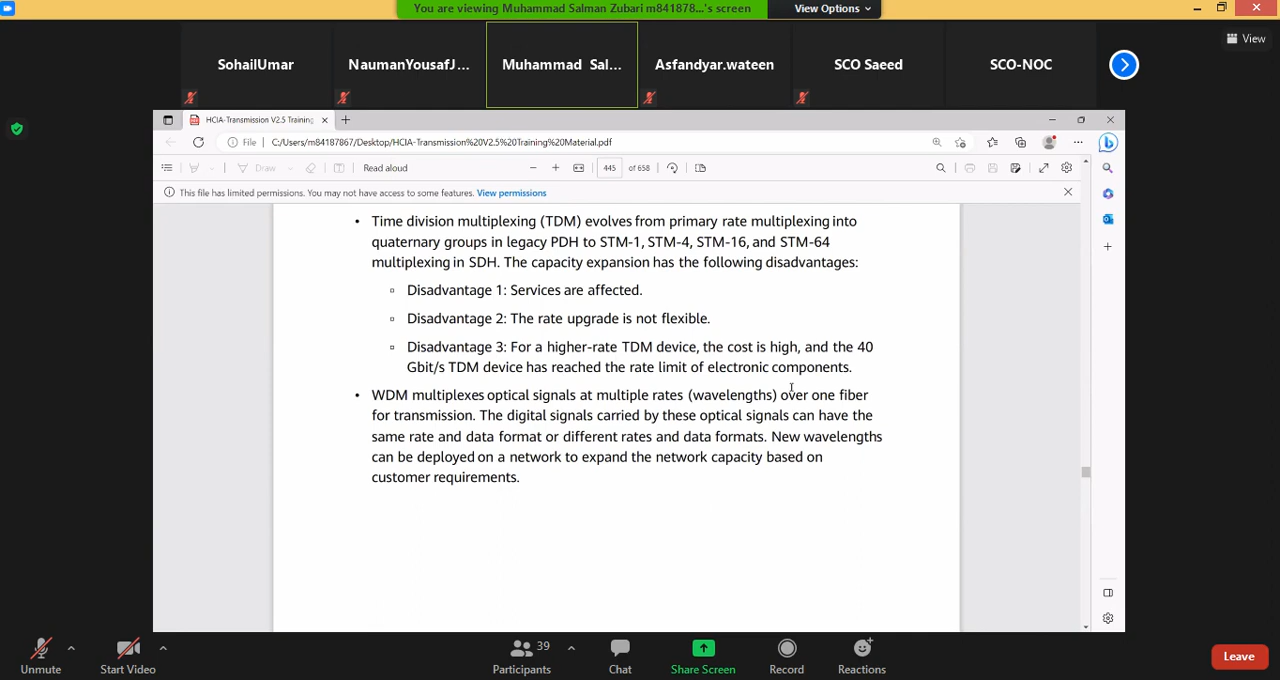 You are viewing Muhammad Salman Zubari m841878...'s screen
View Options
SohailUmar
NaumanYousafJ...
Muhammad Sal...
Asfandyar.wateen
SCO Saeed
SCO-NOC
View
HCIA-Transmission V2.5 Training
File
C:/Users/m84187867/Desktop/HCIA-Transmission%20V2.5%20Training%20Material.pdf
Draw
Read aloud
445
of 658
This file has limited permissions. You may not have access to some features. View permissions
• Time division multiplexing (TDM) evolves from primary rate multiplexing into
quaternary groups in legacy PDH to STM-1, STM-4, STM-16, and STM-64
multiplexing in SDH. The capacity expansion has the following disadvantages:
▫ Disadvantage 1: Services are affected.
▫ Disadvantage 2: The rate upgrade is not flexible.
▫ Disadvantage 3: For a higher-rate TDM device, the cost is high, and the 40
Gbit/s TDM device has reached the rate limit of electronic components.
• WDM multiplexes optical signals at multiple rates (wavelengths) over one fiber
for transmission. The digital signals carried by these optical signals can have the
same rate and data format or different rates and data formats. New wavelengths
can be deployed on a network to expand the network capacity based on
customer requirements.
Unmute
Start Video
39
Participants
Chat
Share Screen
Record
Reactions
Leave